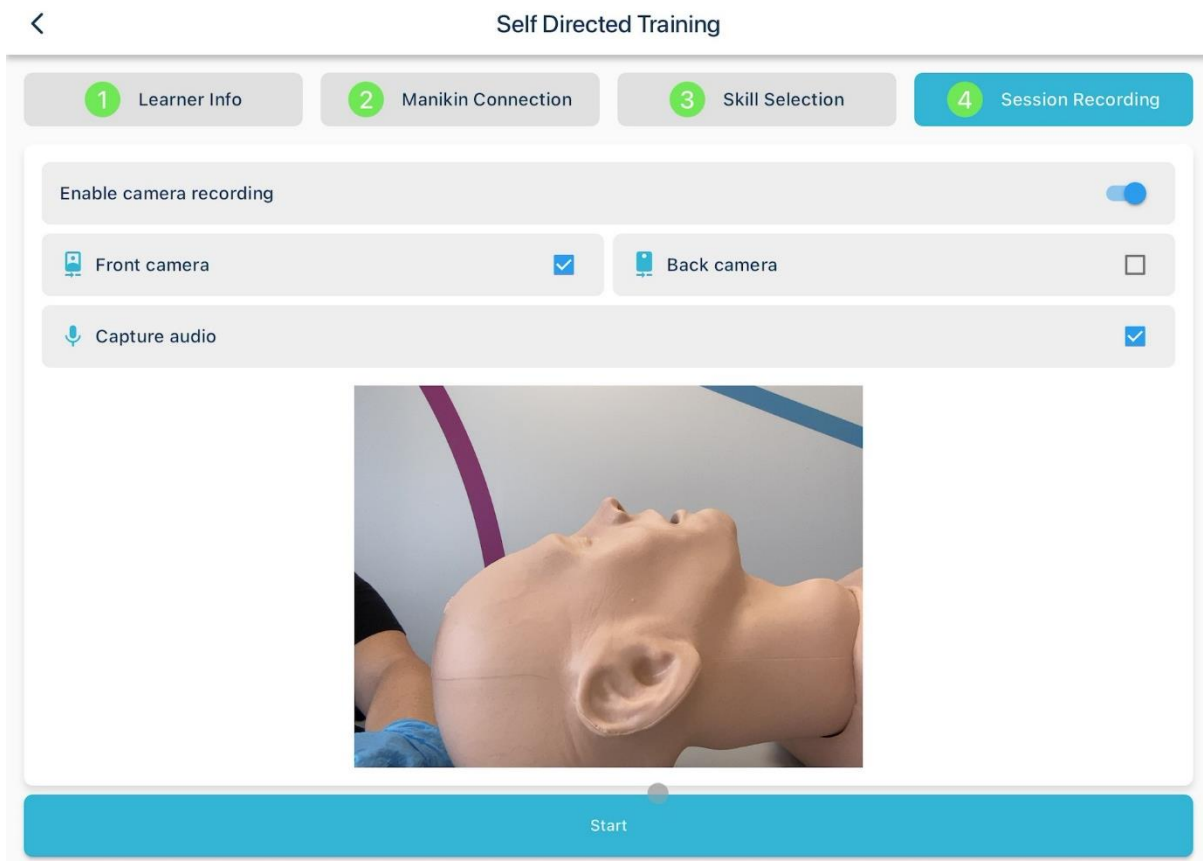 Self Directed Training
1 Learner Info
2 Manikin Connection
3 Skill Selection
4 Session Recording
Enable camera recording
Front camera
Back camera
Capture audio
Start